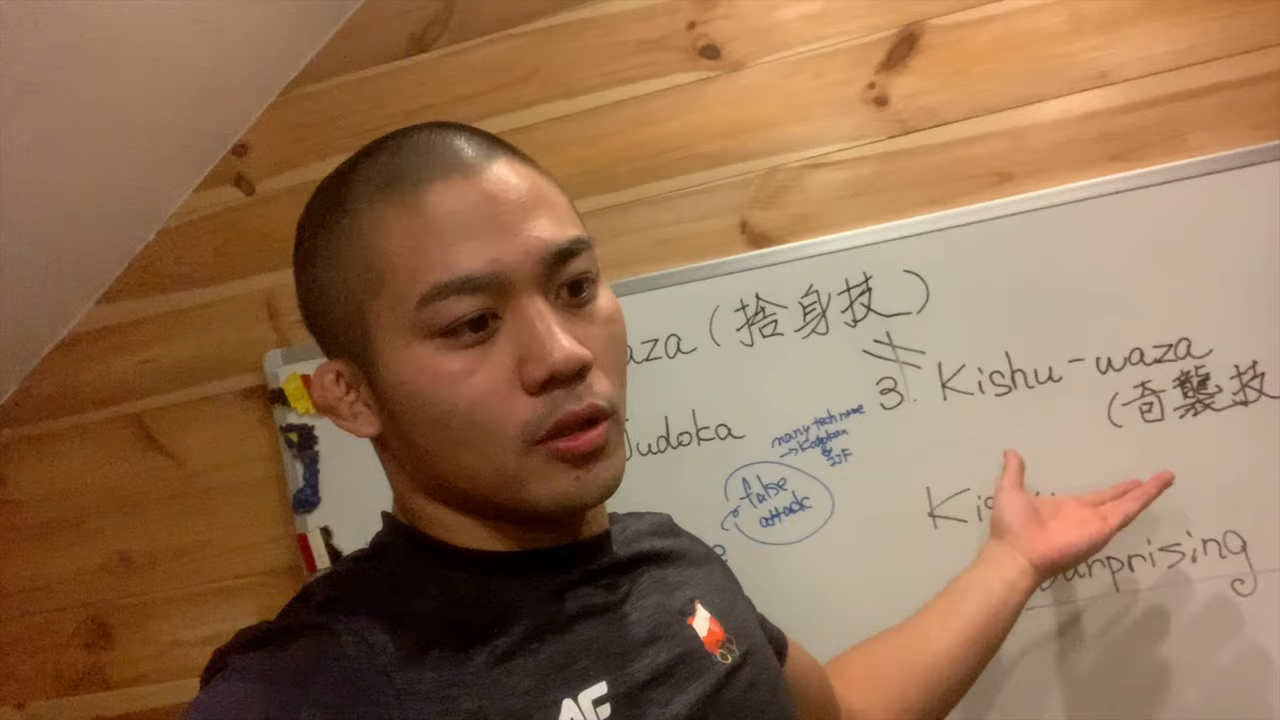 aza (捨身技)
3. Kishu-waza
(奇襲技
Judoka
many tech name
→ Kodokan
&
IJF
false
attack
Surprising
4F